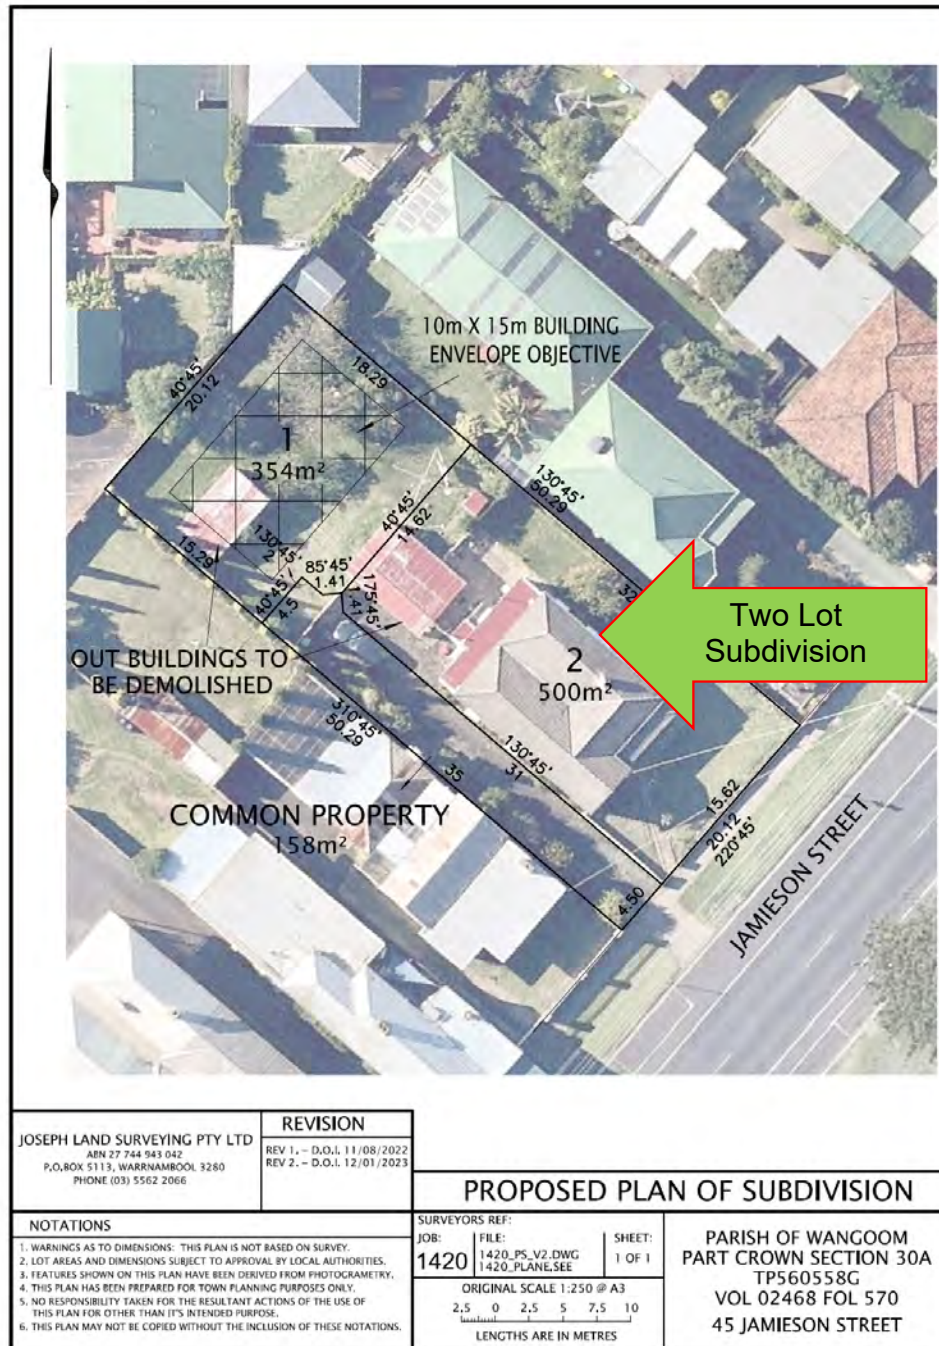 10m X 15m BUILDING
ENVELOPE OBJECTIVE
40°45'
20.12
18.29
1
354m²
130°45'
50.29
40°45'
14.62
15.29
130°45'
2
85°45'
1.41
40°45'
4.5
175°45'
1.41
32
Two Lot
Subdivision
OUT BUILDINGS TO
BE DEMOLISHED
2
500m²
310°45'
50.29
130°45'
31
35
COMMON PROPERTY
158m²
15.62
20.12
220°45'
4.50
JAMIESON STREET
JOSEPH LAND SURVEYING PTY LTD
ABN 27 744 943 042
P.O.BOX 5113, WARRNAMBOOL 3280
PHONE (03) 5562 2066
REVISION
REV 1. - D.O.I. 11/08/2022
REV 2. - D.O.I. 12/01/2023
PROPOSED PLAN OF SUBDIVISION
NOTATIONS
1. WARNINGS AS TO DIMENSIONS: THIS PLAN IS NOT BASED ON SURVEY.
2. LOT AREAS AND DIMENSIONS SUBJECT TO APPROVAL BY LOCAL AUTHORITIES.
3. FEATURES SHOWN ON THIS PLAN HAVE BEEN DERIVED FROM PHOTOGRAMETRY.
4. THIS PLAN HAS BEEN PREPARED FOR TOWN PLANNING PURPOSES ONLY.
5. NO RESPONSIBILITY TAKEN FOR THE RESULTANT ACTIONS OF THE USE OF
THIS PLAN FOR OTHER THAN IT'S INTENDED PURPOSE.
6. THIS PLAN MAY NOT BE COPIED WITHOUT THE INCLUSION OF THESE NOTATIONS.
SURVEYORS REF:
JOB:
1420
FILE:
1420_PS_V2.DWG
1420_PLANE.SEE
SHEET:
1 OF 1
ORIGINAL SCALE 1:250 @ A3
2.5 0 2.5 5 7.5 10
LENGTHS ARE IN METRES
PARISH OF WANGOOM
PART CROWN SECTION 30A
TP560558G
VOL 02468 FOL 570
45 JAMIESON STREET